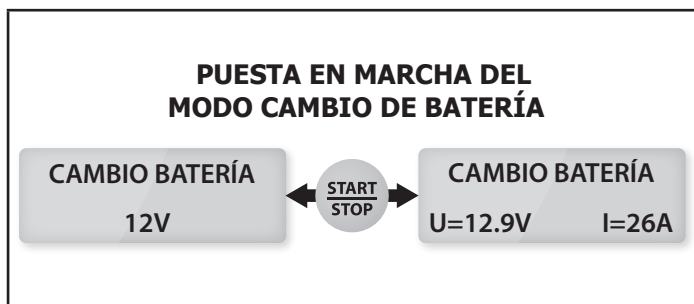 PUESTA EN MARCHA DEL
MODO CAMBIO DE BATERÍA
CAMBIO BATERÍA
12V
START
STOP
CAMBIO BATERÍA
U=12.9V I=26A